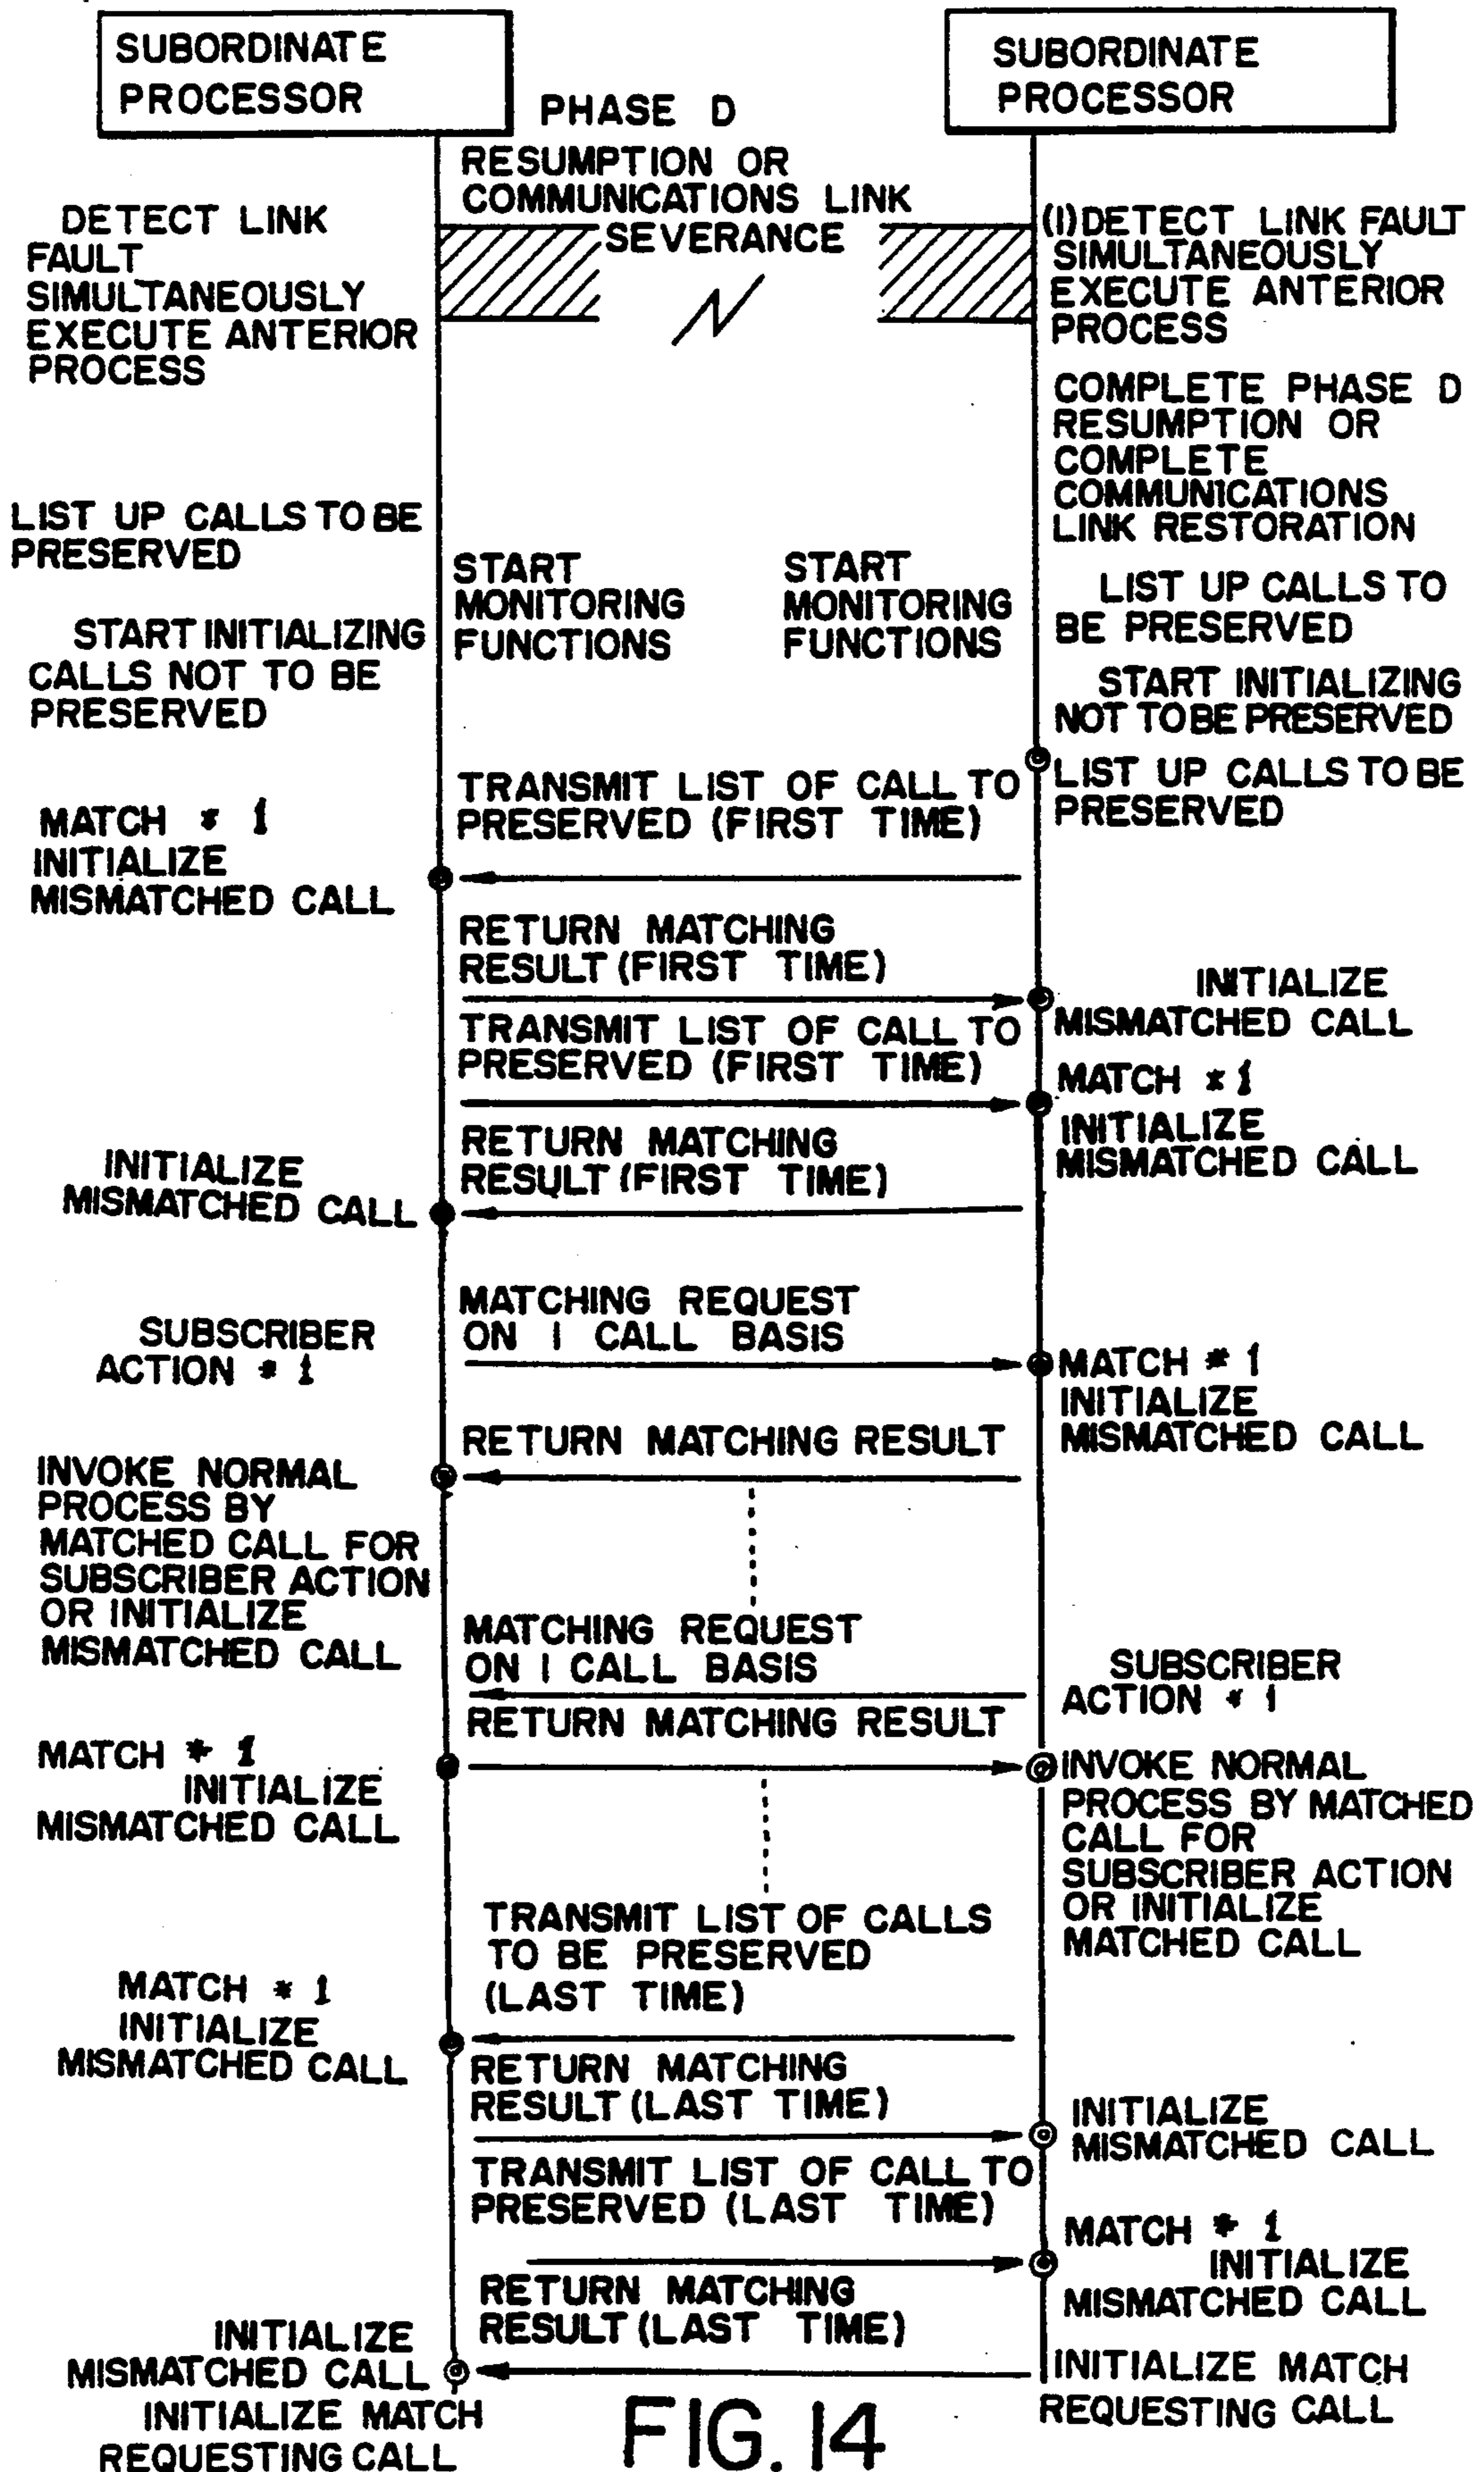 SUBORDINATE
PROCESSOR
SUBORDINATE
PROCESSOR
PHASE D
RESUMPTION OR
COMMUNICATIONS LINK
SEVERANCE
DETECT LINK
FAULT
SIMULTANEOUSLY
EXECUTE ANTERIOR
PROCESS
(1)DETECT LINK FAULT
SIMULTANEOUSLY
EXECUTE ANTERIOR
PROCESS
COMPLETE PHASE D
RESUMPTION OR
COMPLETE
COMMUNICATIONS
LINK RESTORATION
LIST UP CALLS TO BE
PRESERVED
START
MONITORING
FUNCTIONS
START
MONITORING
FUNCTIONS
LIST UP CALLS TO
BE PRESERVED
START INITIALIZING
CALLS NOT TO BE
PRESERVED
START INITIALIZING
NOT TO BE PRESERVED
LIST UP CALLS TO BE
PRESERVED
TRANSMIT LIST OF CALL TO
PRESERVED (FIRST TIME)
MATCH * 1
INITIALIZE
MISMATCHED CALL
RETURN MATCHING
RESULT (FIRST TIME)
INITIALIZE
MISMATCHED CALL
TRANSMIT LIST OF CALL TO
PRESERVED (FIRST TIME)
MATCH * 1
INITIALIZE
MISMATCHED CALL
RETURN MATCHING
RESULT (FIRST TIME)
INITIALIZE
MISMATCHED CALL
MATCHING REQUEST
ON 1 CALL BASIS
SUBSCRIBER
ACTION * 1
MATCH * 1
INITIALIZE
MISMATCHED CALL
RETURN MATCHING RESULT
INVOKE NORMAL
PROCESS BY
MATCHED CALL FOR
SUBSCRIBER ACTION
OR INITIALIZE
MISMATCHED CALL
MATCHING REQUEST
ON 1 CALL BASIS
SUBSCRIBER
ACTION * 1
RETURN MATCHING RESULT
MATCH * 1
INITIALIZE
MISMATCHED CALL
INVOKE NORMAL
PROCESS BY MATCHED
CALL FOR
SUBSCRIBER ACTION
OR INITIALIZE
MATCHED CALL
TRANSMIT LIST OF CALLS
TO BE PRESERVED
(LAST TIME)
MATCH * 1
INITIALIZE
MISMATCHED CALL
RETURN MATCHING
RESULT (LAST TIME)
INITIALIZE
MISMATCHED CALL
TRANSMIT LIST OF CALL TO
PRESERVED (LAST TIME)
MATCH * 1
INITIALIZE
MISMATCHED CALL
RETURN MATCHING
RESULT (LAST TIME)
INITIALIZE
MISMATCHED CALL
INITIALIZE MATCH
REQUESTING CALL
INITIALIZE MATCH
REQUESTING CALL
FIG. 14